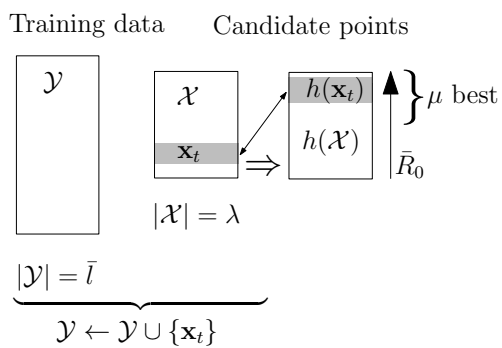 Training data
Candidate points
𝒴
𝒳
x_t
⇒
h(x_t)
h(𝒳)
} μ best
R̄_0
|𝒳| = λ
|𝒴| = l̄
𝒴 ← 𝒴 ∪ {x_t}